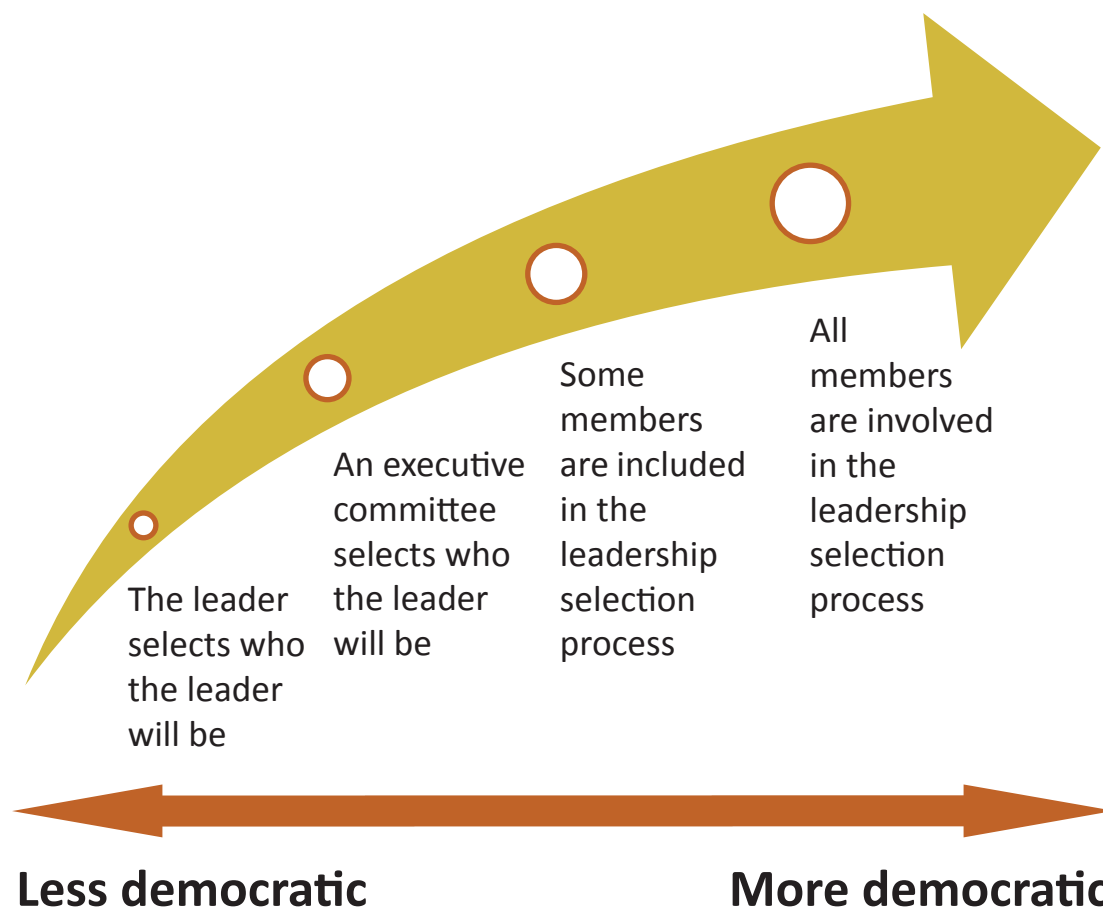 The leader
selects who
the leader
will be
An executive
committee
selects who
the leader
will be
Some
members
are included
in the
leadership
selection
process
All
members
are involved
in the
leadership
selection
process
Less democratic
More democratic